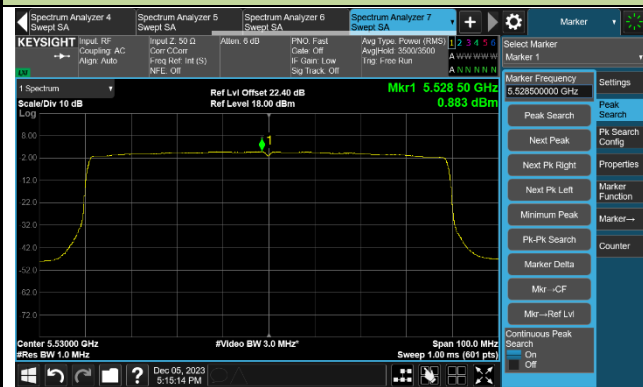 Spectrum Analyzer 4
Swept SA
Spectrum Analyzer 5
Swept SA
Spectrum Analyzer 6
Swept SA
Spectrum Analyzer 7
Swept SA
Marker
KEYSIGHT
Input: RF
Coupling: AC
Align: Auto
Input Z: 50 Ω
Corr CCorr
Freq Ref: Int (S)
NFE: Off
Atten: 6 dB
PNO: Fast
Gate: Off
IF Gain: Low
Sig Track: Off
Avg Type: Power (RMS)
Avg|Hold: 3500/3500
Trig: Free Run
1 2 3 4 5 6
A W W W W W
A N N N N N
LXI
Select Marker
Marker 1
1 Spectrum
Scale/Div 10 dB
Log
Ref Lvl Offset 22.40 dB
Ref Level 18.00 dBm
Mkr1 5.528 50 GHz
0.883 dBm
1
8.00
2.00
12.0
22.0
32.0
42.0
-52.0
62.0
72.0
Center 5.53000 GHz
#Res BW 1.0 MHz
#Video BW 3.0 MHz*
Span 100.0 MHz
Sweep 1.00 ms (601 pts)
Marker Frequency
5.528500000 GHz
Peak Search
Next Peak
Next Pk Right
Next Pk Left
Minimum Peak
Pk-Pk Search
Marker Delta
Mkr→CF
Mkr→Ref Lvl
Continuous Peak
Search
On
Off
Settings
Peak
Search
Pk Search
Config
Properties
Marker
Function
Marker→
Counter
?
Dec 05, 2023
5:15:14 PM